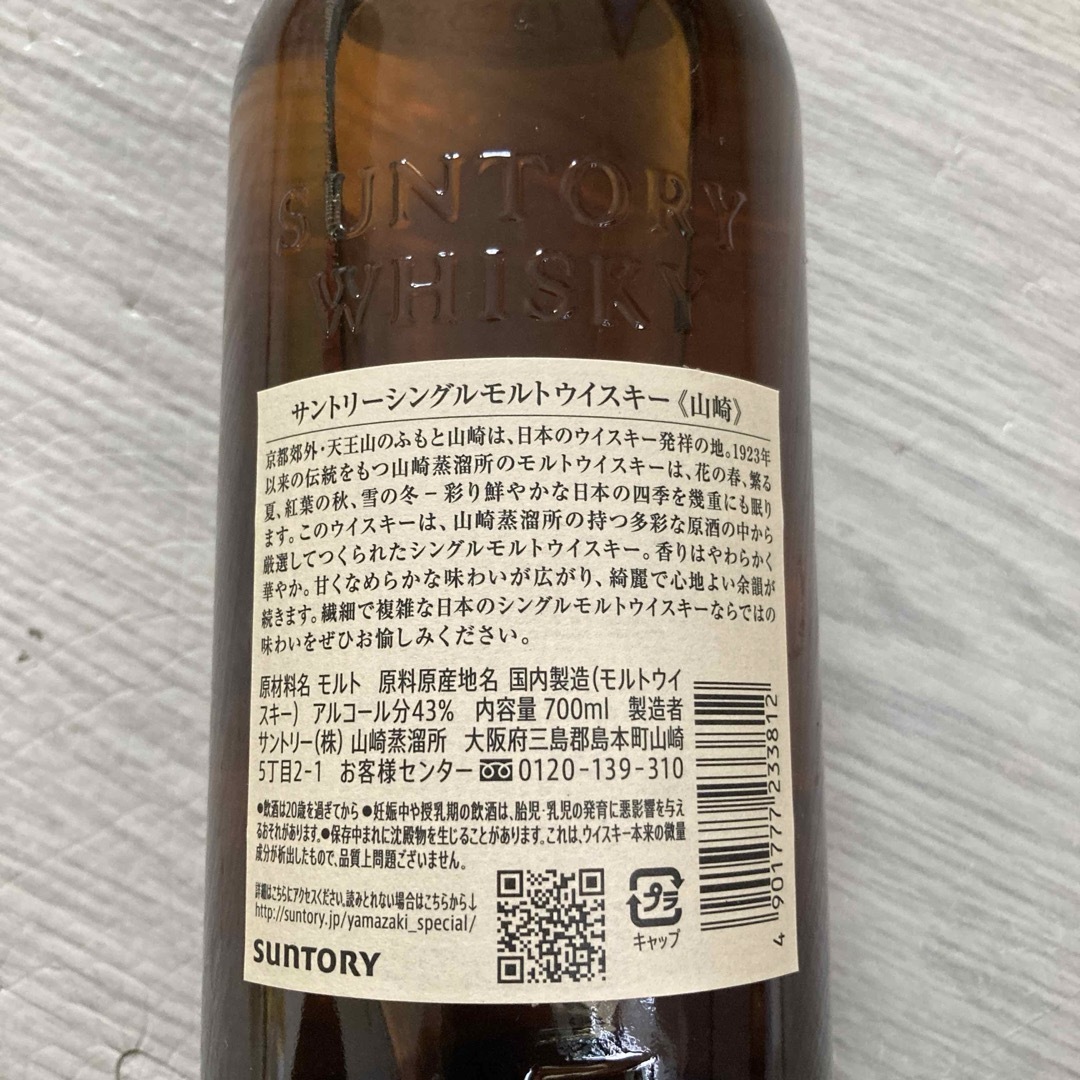 SUNTORY
WHISKY
サントリーシングルモルトウイスキー《山崎》
京都郊外・天王山のふもと山崎は、日本のウイスキー発祥の地。1923年
以来の伝統をもつ山崎蒸溜所のモルトウイスキーは、花の春、繁る
夏、紅葉の秋、雪の冬－彩り鮮やかな日本の四季を幾重にも眠り
ます。このウイスキーは、山崎蒸溜所の持つ多彩な原酒の中から
厳選してつくられたシングルモルトウイスキー。香りはやわらかく
華やか。甘くなめらかな味わいが広がり、綺麗で心地よい余韻が
続きます。繊細で複雑な日本のシングルモルトウイスキーならではの
味わいをぜひお愉しみください。
原材料名 モルト 原料原産地名 国内製造(モルトウイ
スキー) アルコール分43% 内容量 700ml 製造者
サントリー(株) 山崎蒸溜所 大阪府三島郡島本町山崎
5丁目2-1 お客様センター 0120-139-310
●飲酒は20歳を過ぎてから ●妊娠中や授乳期の飲酒は、胎児・乳児の発育に悪影響を与え
るおそれがあります。●保存中まれに沈殿物を生じることがあります。これは、ウイスキー本来の微量
成分が析出したもので、品質上問題ございません。
詳細はこちらにアクセスください。読みとれない場合はこちらから↓
http://suntory.jp/yamazaki_special/
SUNTORY
プラ
キャップ
4 901777 233812